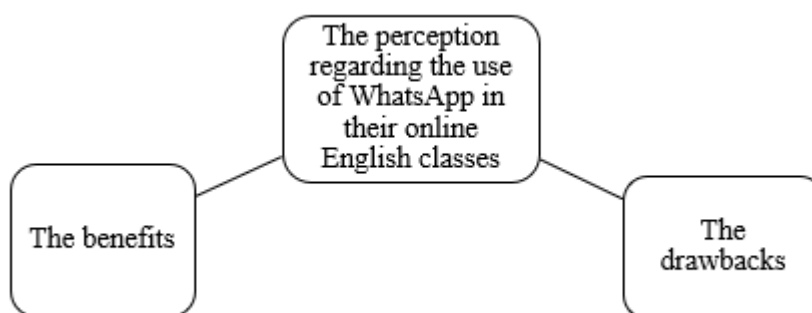 The perception
regarding the use
of WhatsApp in
their online
English classes
The benefits
The
drawbacks